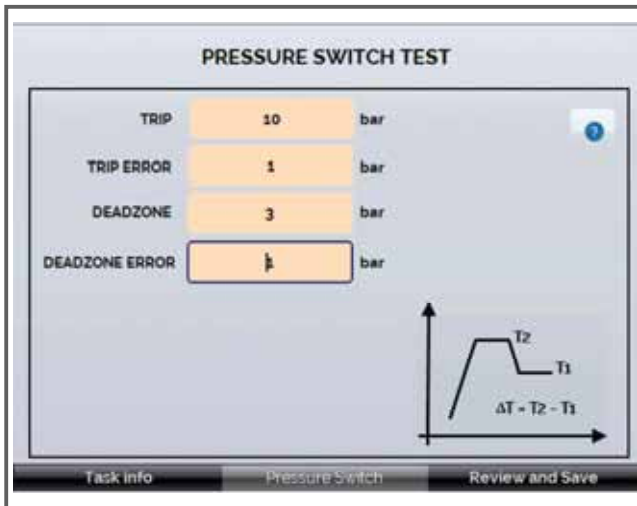 PRESSURE SWITCH TEST
TRIP 10 bar
TRIP ERROR 1 bar
DEADZONE 3 bar
DEADZONE ERROR 1 bar
?
T2
T1
ΔT = T2 - T1
Task info Pressure Switch Review and Save